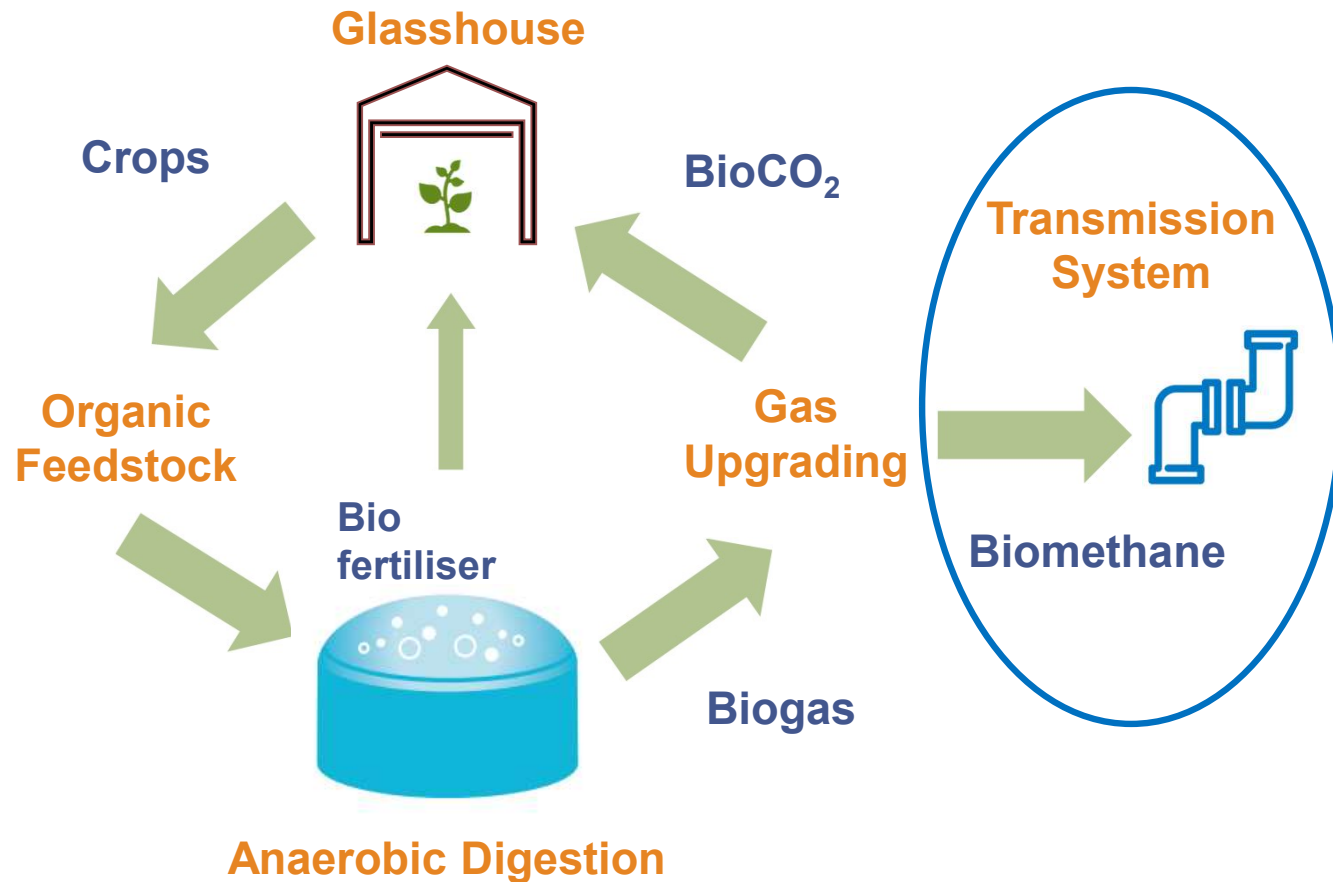 Glasshouse
Crops
BioCO₂
Transmission
System
Organic
Feedstock
Gas
Upgrading
Bio
fertiliser
Biomethane
Biogas
Anaerobic Digestion